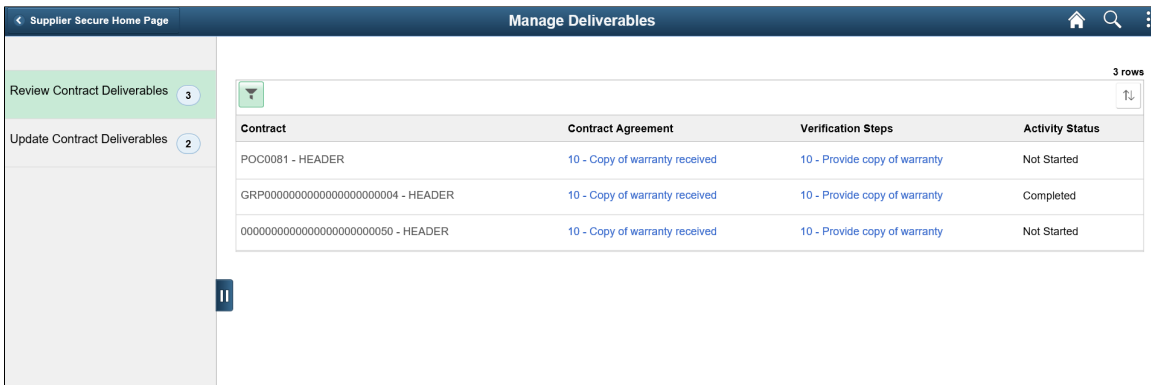 Supplier Secure Home Page
Manage Deliverables
Review Contract Deliverables 3
Update Contract Deliverables 2
3 rows
Contract Contract Agreement Verification Steps Activity Status
POC0081 - HEADER 10 - Copy of warranty received 10 - Provide copy of warranty Not Started
GRP0000000000000000000004 - HEADER 10 - Copy of warranty received 10 - Provide copy of warranty Completed
0000000000000000000000050 - HEADER 10 - Copy of warranty received 10 - Provide copy of warranty Not Started